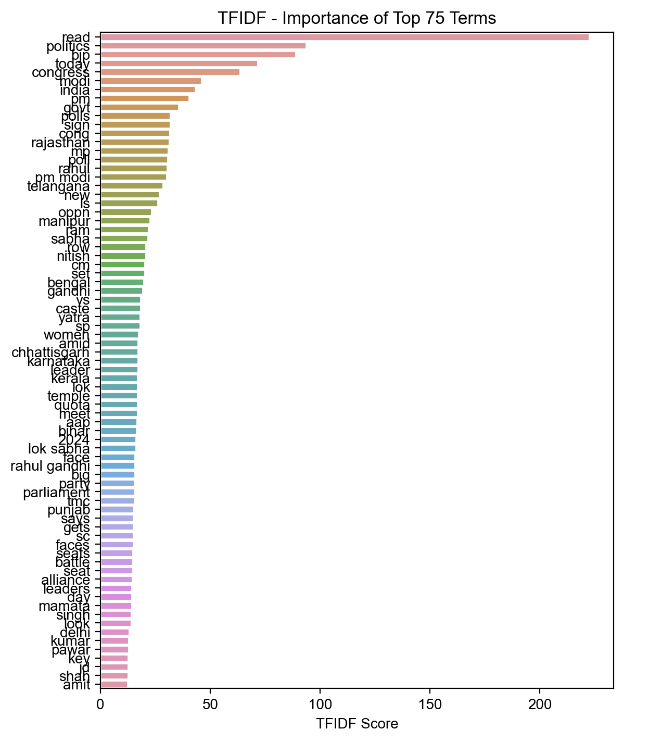 TFIDF - Importance of Top 75 Terms
read
politics
bjp
today
congress
modi
india
pm
govt
polls
sign
cong
rajasthan
mp
poll
rahul
pm modi
telangana
new
ls
oppn
manipur
ram
sabha
row
nitish
cm
set
bengal
gandhi
vs
caste
yatra
sp
women
amid
chhattisgarh
karnataka
leader
kerala
lok
temple
quota
meet
aap
bihar
2024
lok sabha
face
rahul gandhi
big
party
parliament
tmc
punjab
says
gets
sc
faces
seats
battle
seat
alliance
leaders
day
mamata
singh
look
delhi
kumar
pawar
key
jd
shah
amit
0 50 100 150 200
TFIDF Score